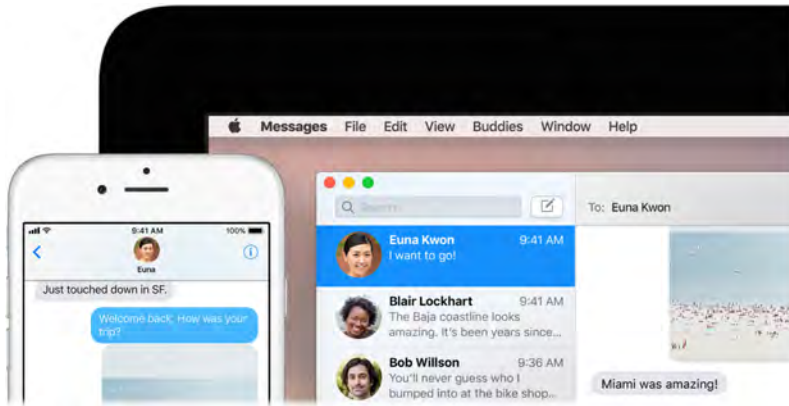 Messages File Edit View Buddies Window Help
Search
To: Euna Kwon
Euna Kwon 9:41 AM
I want to go!
Blair Lockhart 9:41 AM
The Baja coastline looks
amazing. It's been years since...
Bob Willson 9:36 AM
You'll never guess who I
bumped into at the bike shop...
Miami was amazing!
9:41 AM 100%
Euna
Just touched down in SF.
Welcome back. How was your
trip?